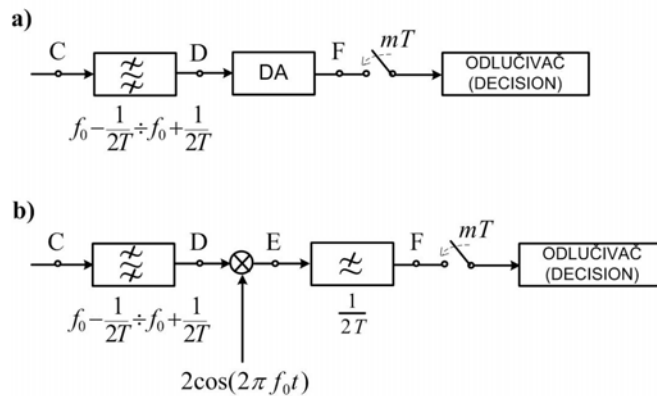 a)
C D DA F mT ODLUČIVAČ
(DECISION)
f₀−1/2T÷f₀+1/2T
b)
C D E F mT ODLUČIVAČ
(DECISION)
f₀−1/2T÷f₀+1/2T 1/2T
2cos(2π f₀t)